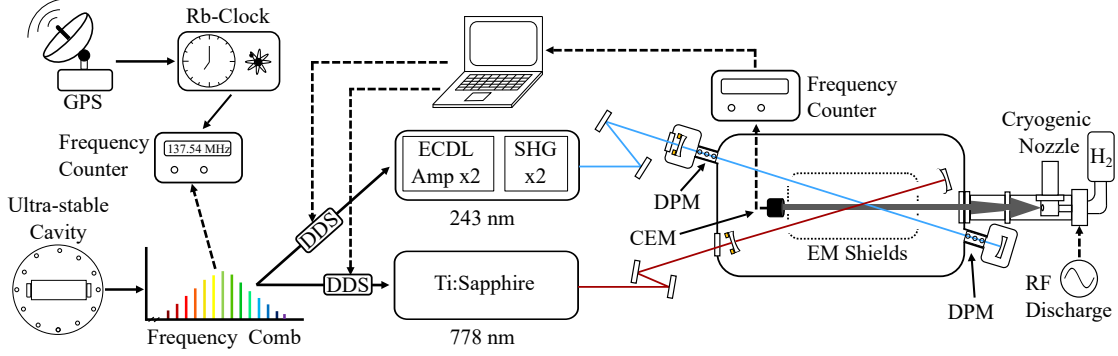 Rb-Clock
GPS
Frequency
Counter
137.54 MHz
Ultra-stable
Cavity
Frequency Comb
DDS
DDS
ECDL
Amp x2
SHG
x2
243 nm
Ti:Sapphire
778 nm
Frequency
Counter
DPM
CEM
EM Shields
DPM
Cryogenic
Nozzle
H2
RF
Discharge